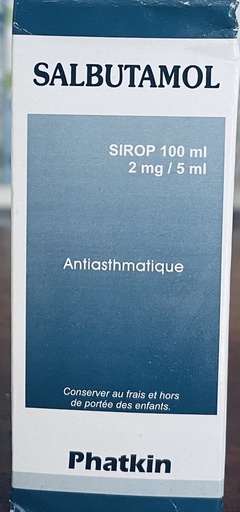 SALBUTAMOL
SIROP 100 ml
2 mg / 5 ml
Antiasthmatique
Conserver au frais et hors
de portée des enfants.
Phatkin